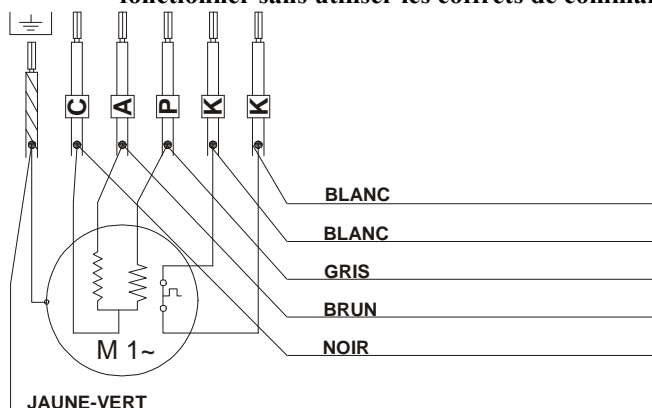 fonctionner sans utiliser les coffrets de comman
C A P K K
BLANC
BLANC
GRIS
BRUN
NOIR
M 1~
JAUNE-VERT